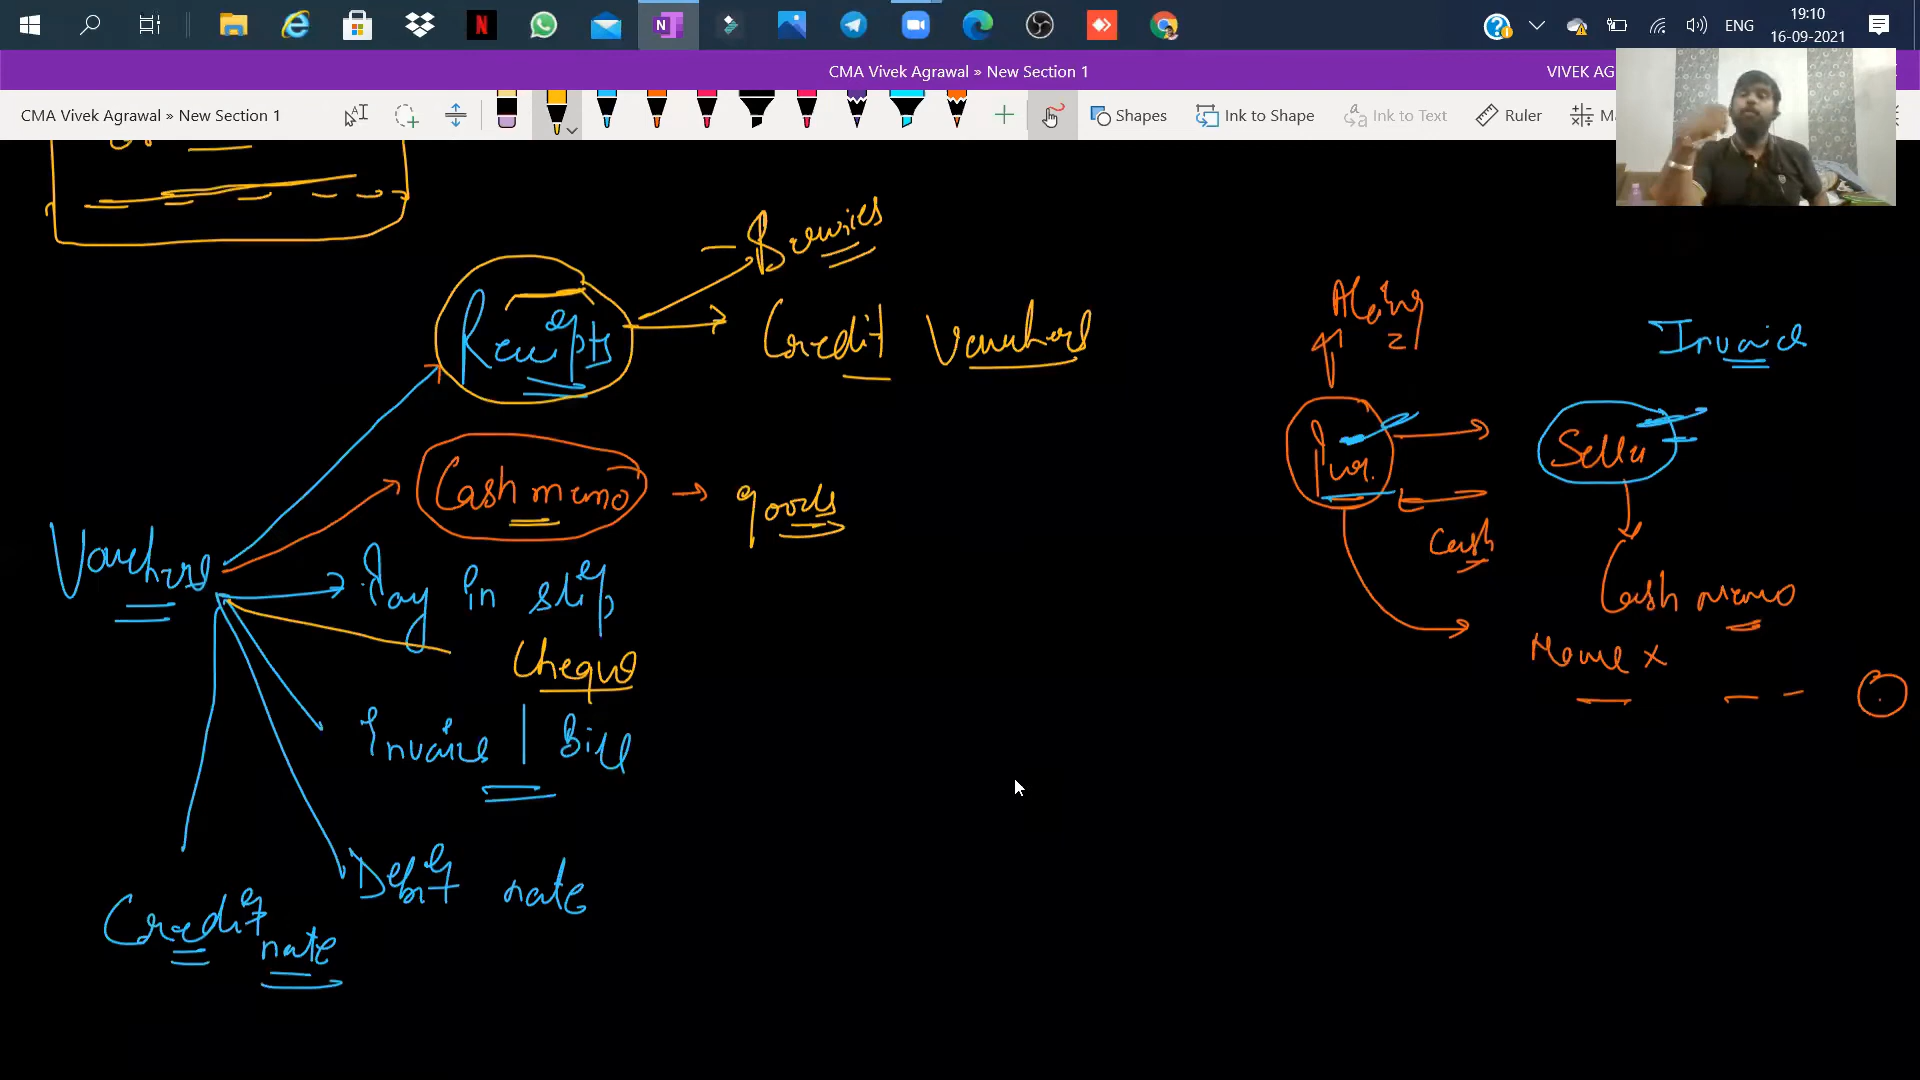 ENG
19:10
16-09-2021
CMA Vivek Agrawal » New Section 1
VIVEK AG
CMA Vivek Agrawal » New Section 1
Shapes
Ink to Shape
Ink to Text
Ruler
Receipts
Credit Vouchers
Cash memo → goods
Vouchers
Pay in slip
Cheque
Invoice | Bill
Debit note
Credit note
Invoice
Pur.
Seller
Cash
Cash memo
Name x